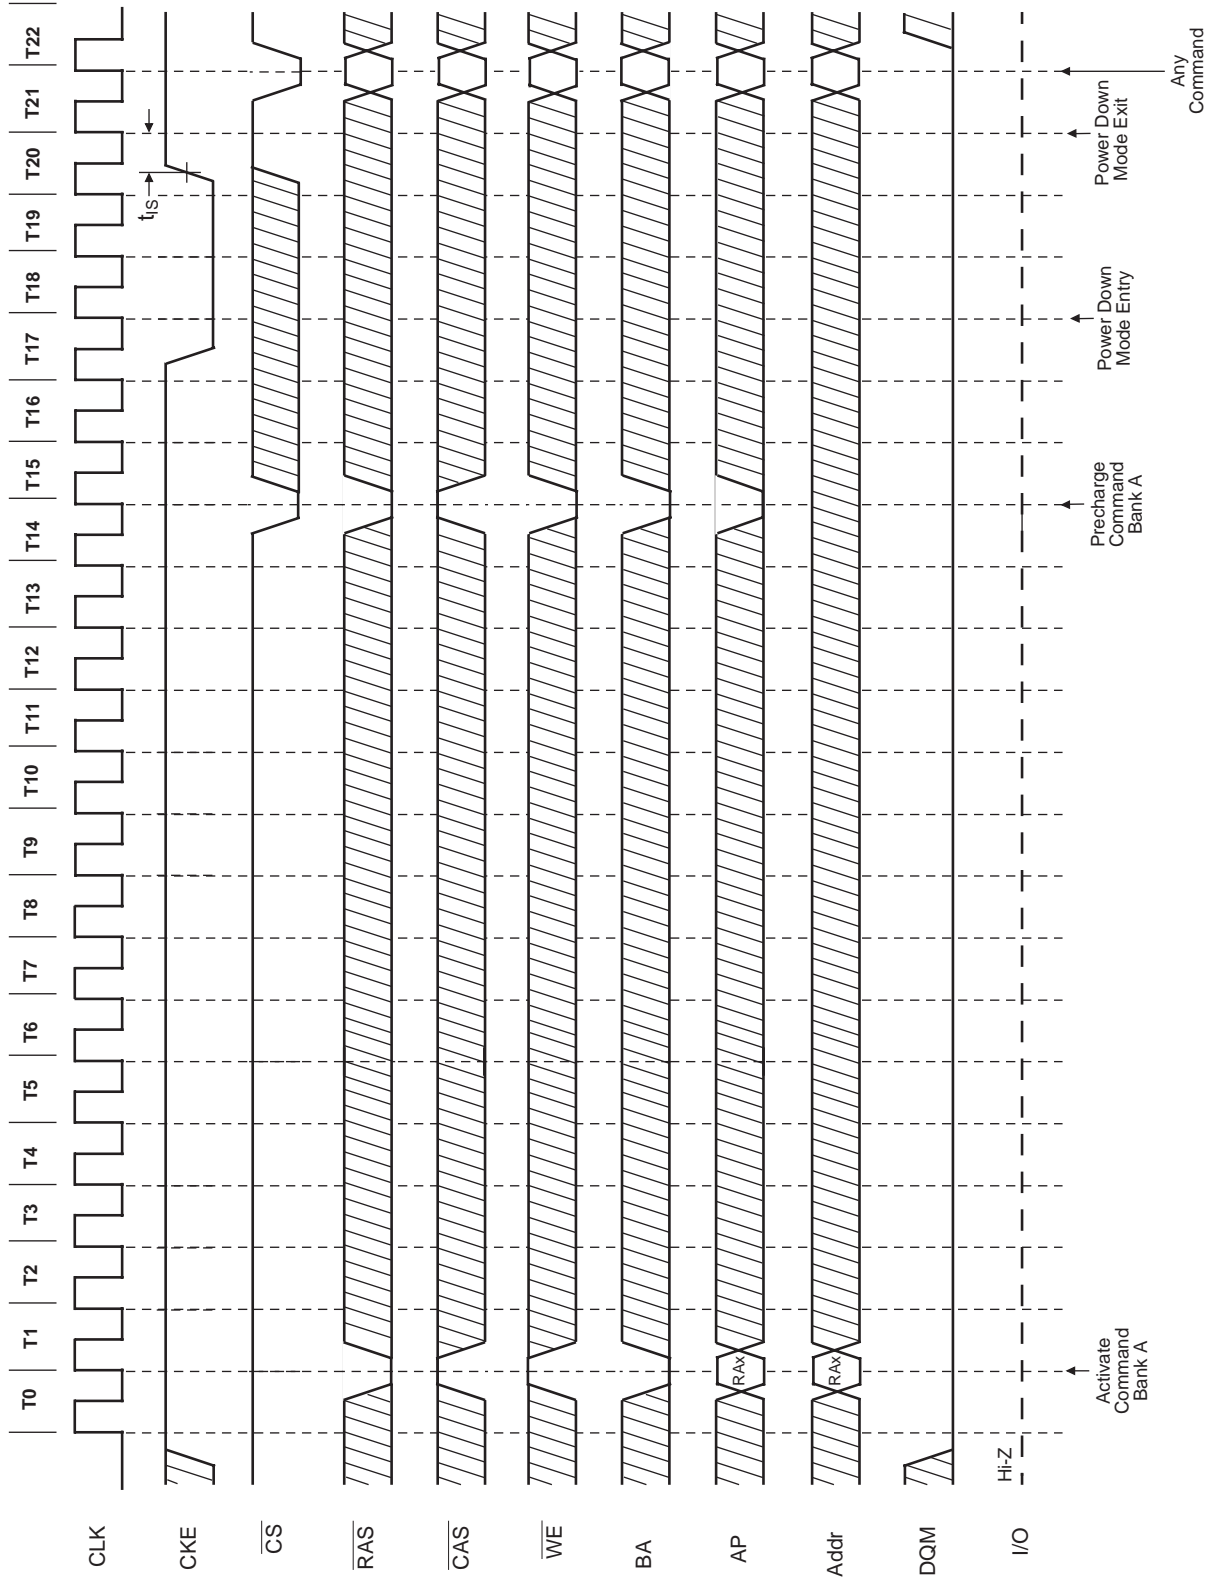 T0 T1 T2 T3 T4 T5 T6 T7 T8 T9 T10 T11 T12 T13 T14 T15 T16 T17 T18 T19 T20 T21 T22
CLK
tIS
CKE
CS
RAS
CAS
WE
BA
AP
RAx
Addr
RAx
DQM
Hi-Z
I/O
Activate
Command
Bank A
Precharge
Command
Bank A
Power Down
Mode Entry
Power Down
Mode Exit
Any
Command